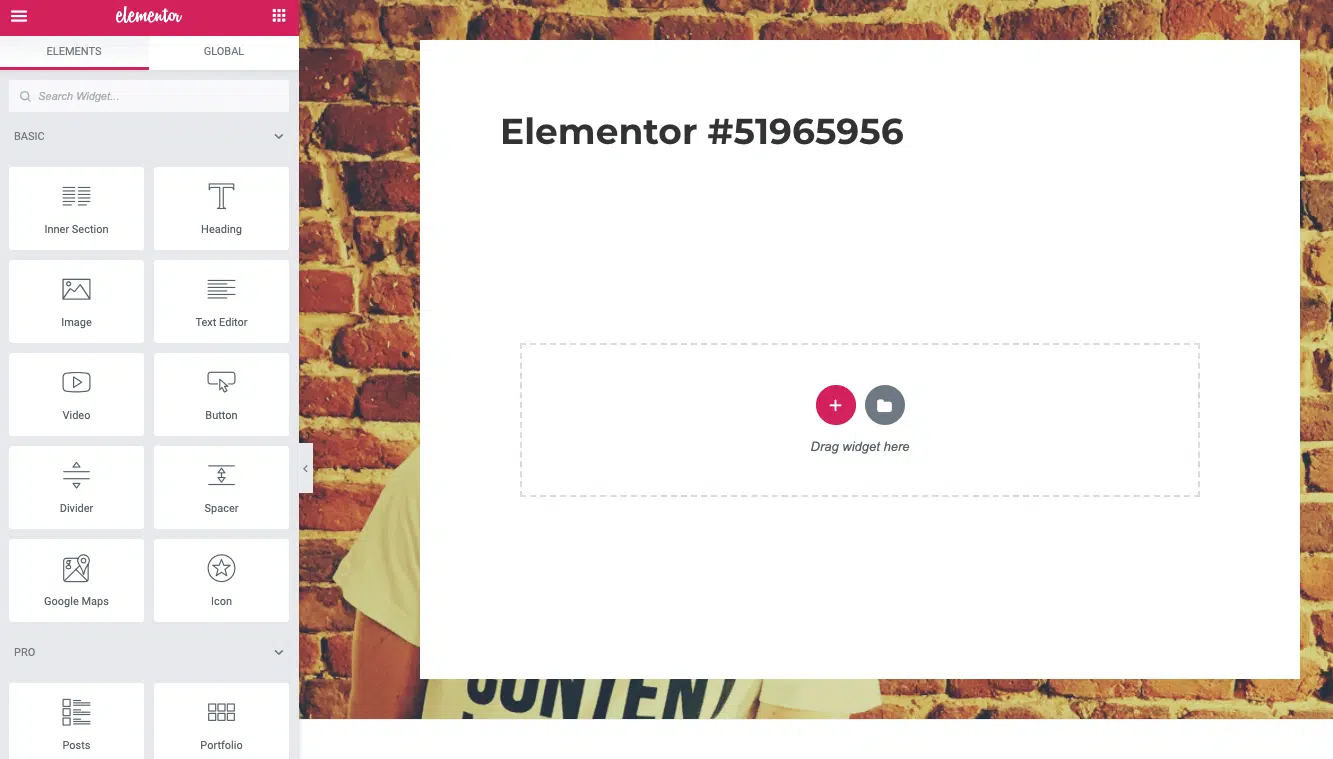 elementor
ELEMENTS GLOBAL
Search Widget...
BASIC
Inner Section Heading
Image Text Editor
Video Button
Divider Spacer
Google Maps Icon
PRO
Posts Portfolio
Elementor #51965956
Drag widget here